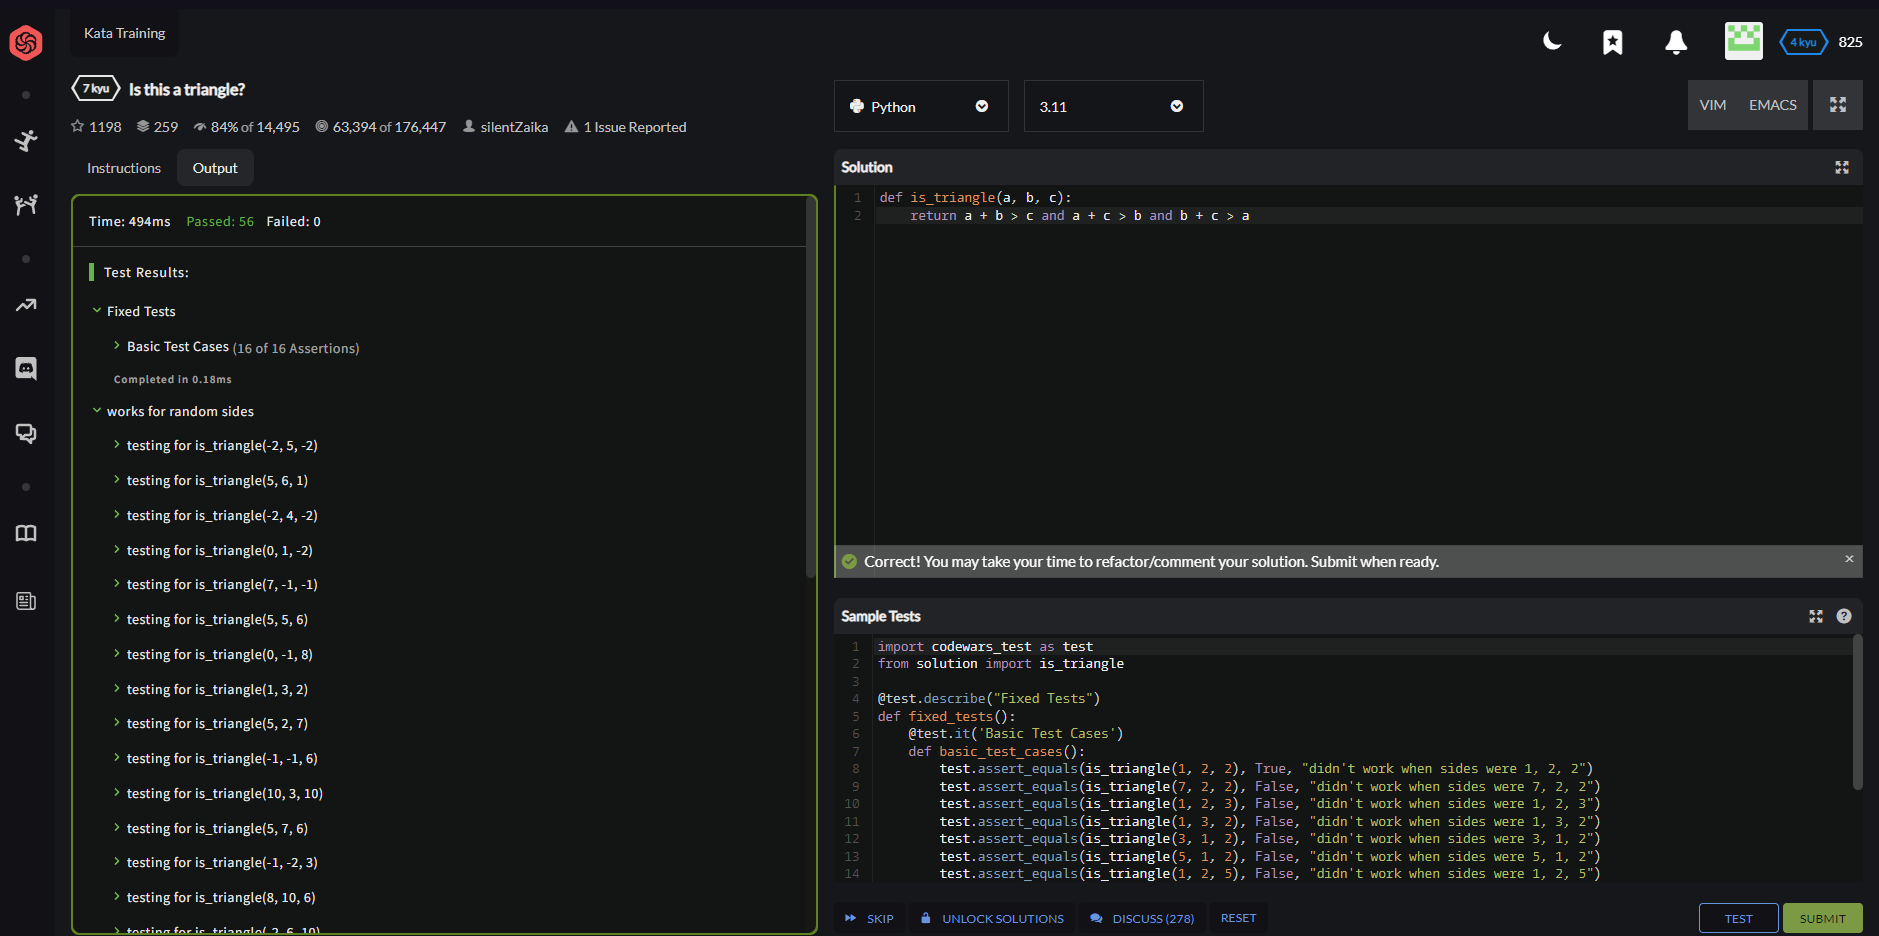 Kata Training
4 kyu 825
7 kyu Is this a triangle?
1198 259 84% of 14,495 63,394 of 176,447 silentZaika 1 Issue Reported
Instructions Output
Time: 494ms Passed: 56 Failed: 0
Test Results:
Fixed Tests
Basic Test Cases (16 of 16 Assertions)
Completed in 0.18ms
works for random sides
testing for is_triangle(-2, 5, -2)
testing for is_triangle(5, 6, 1)
testing for is_triangle(-2, 4, -2)
testing for is_triangle(0, 1, -2)
testing for is_triangle(7, -1, -1)
testing for is_triangle(5, 5, 6)
testing for is_triangle(0, -1, 8)
testing for is_triangle(1, 3, 2)
testing for is_triangle(5, 2, 7)
testing for is_triangle(-1, -1, 6)
testing for is_triangle(10, 3, 10)
testing for is_triangle(5, 7, 6)
testing for is_triangle(-1, -2, 3)
testing for is_triangle(8, 10, 6)
testing for is_triangle(-2, 6, 10)
Python 3.11 VIM EMACS
Solution
1 def is_triangle(a, b, c):
2 return a + b > c and a + c > b and b + c > a
Correct! You may take your time to refactor/comment your solution. Submit when ready. ×
Sample Tests
1 import codewars_test as test
2 from solution import is_triangle
3
4 @test.describe("Fixed Tests")
5 def fixed_tests():
6 @test.it('Basic Test Cases')
7 def basic_test_cases():
8 test.assert_equals(is_triangle(1, 2, 2), True, "didn't work when sides were 1, 2, 2")
9 test.assert_equals(is_triangle(7, 2, 2), False, "didn't work when sides were 7, 2, 2")
10 test.assert_equals(is_triangle(1, 2, 3), False, "didn't work when sides were 1, 2, 3")
11 test.assert_equals(is_triangle(1, 3, 2), False, "didn't work when sides were 1, 3, 2")
12 test.assert_equals(is_triangle(3, 1, 2), False, "didn't work when sides were 3, 1, 2")
13 test.assert_equals(is_triangle(5, 1, 2), False, "didn't work when sides were 5, 1, 2")
14 test.assert_equals(is_triangle(1, 2, 5), False, "didn't work when sides were 1, 2, 5")
SKIP UNLOCK SOLUTIONS DISCUSS (278) RESET TEST SUBMIT